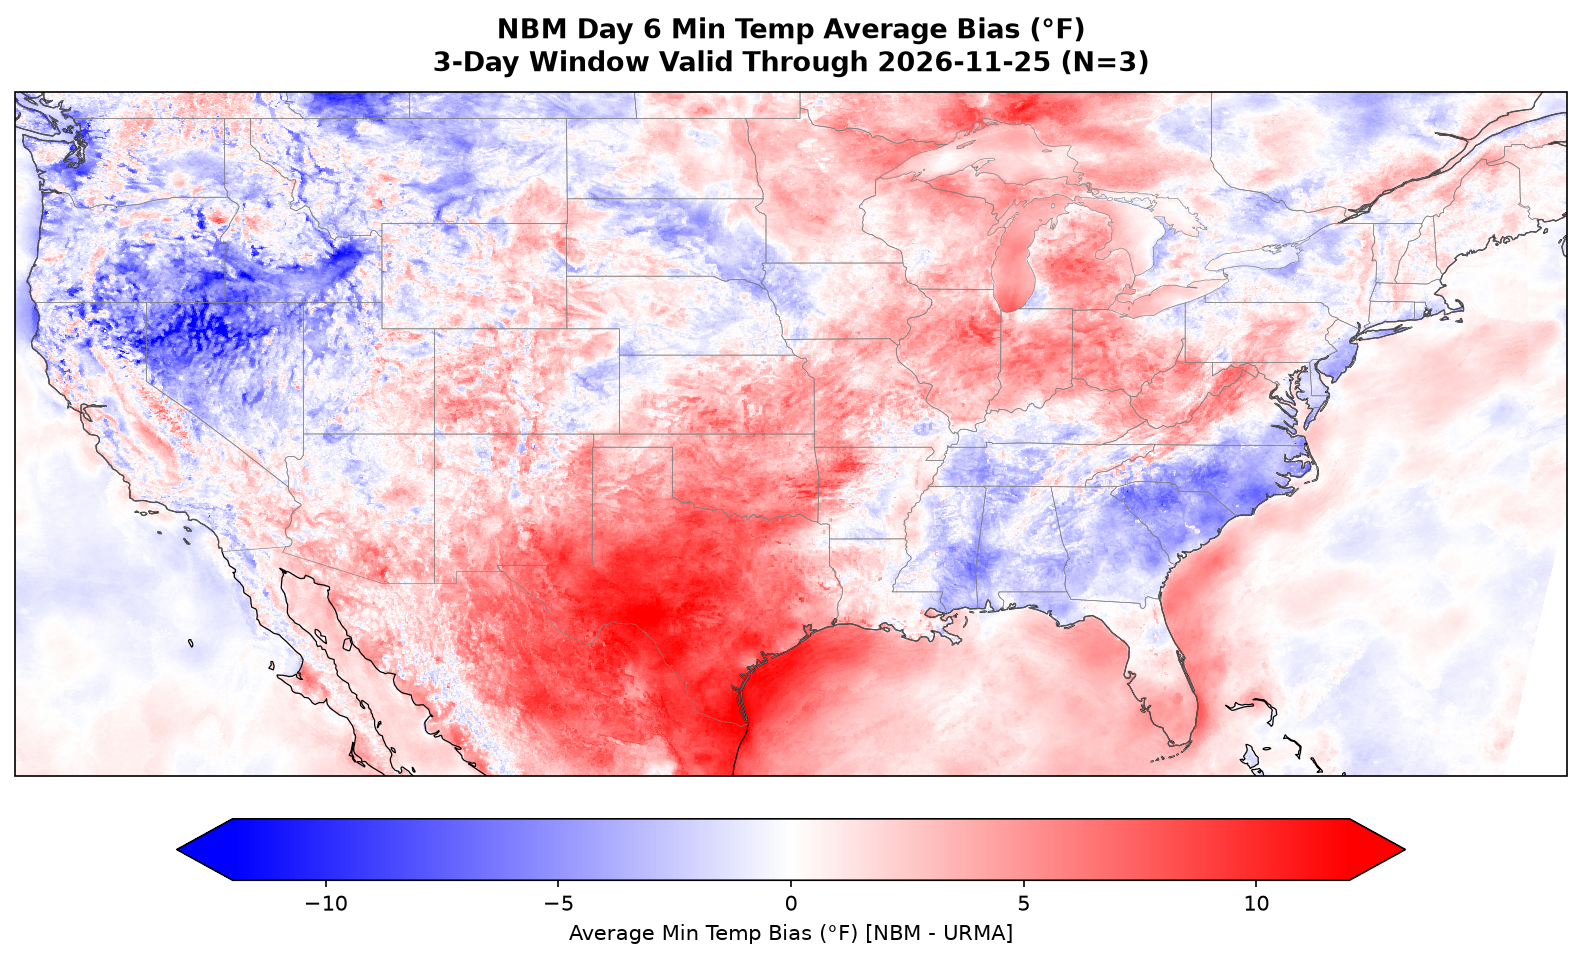 NBM Day 6 Min Temp Average Bias (°F)
3-Day Window Valid Through 2026-11-25 (N=3)
−10 −5 0 5 10
Average Min Temp Bias (°F) [NBM - URMA]